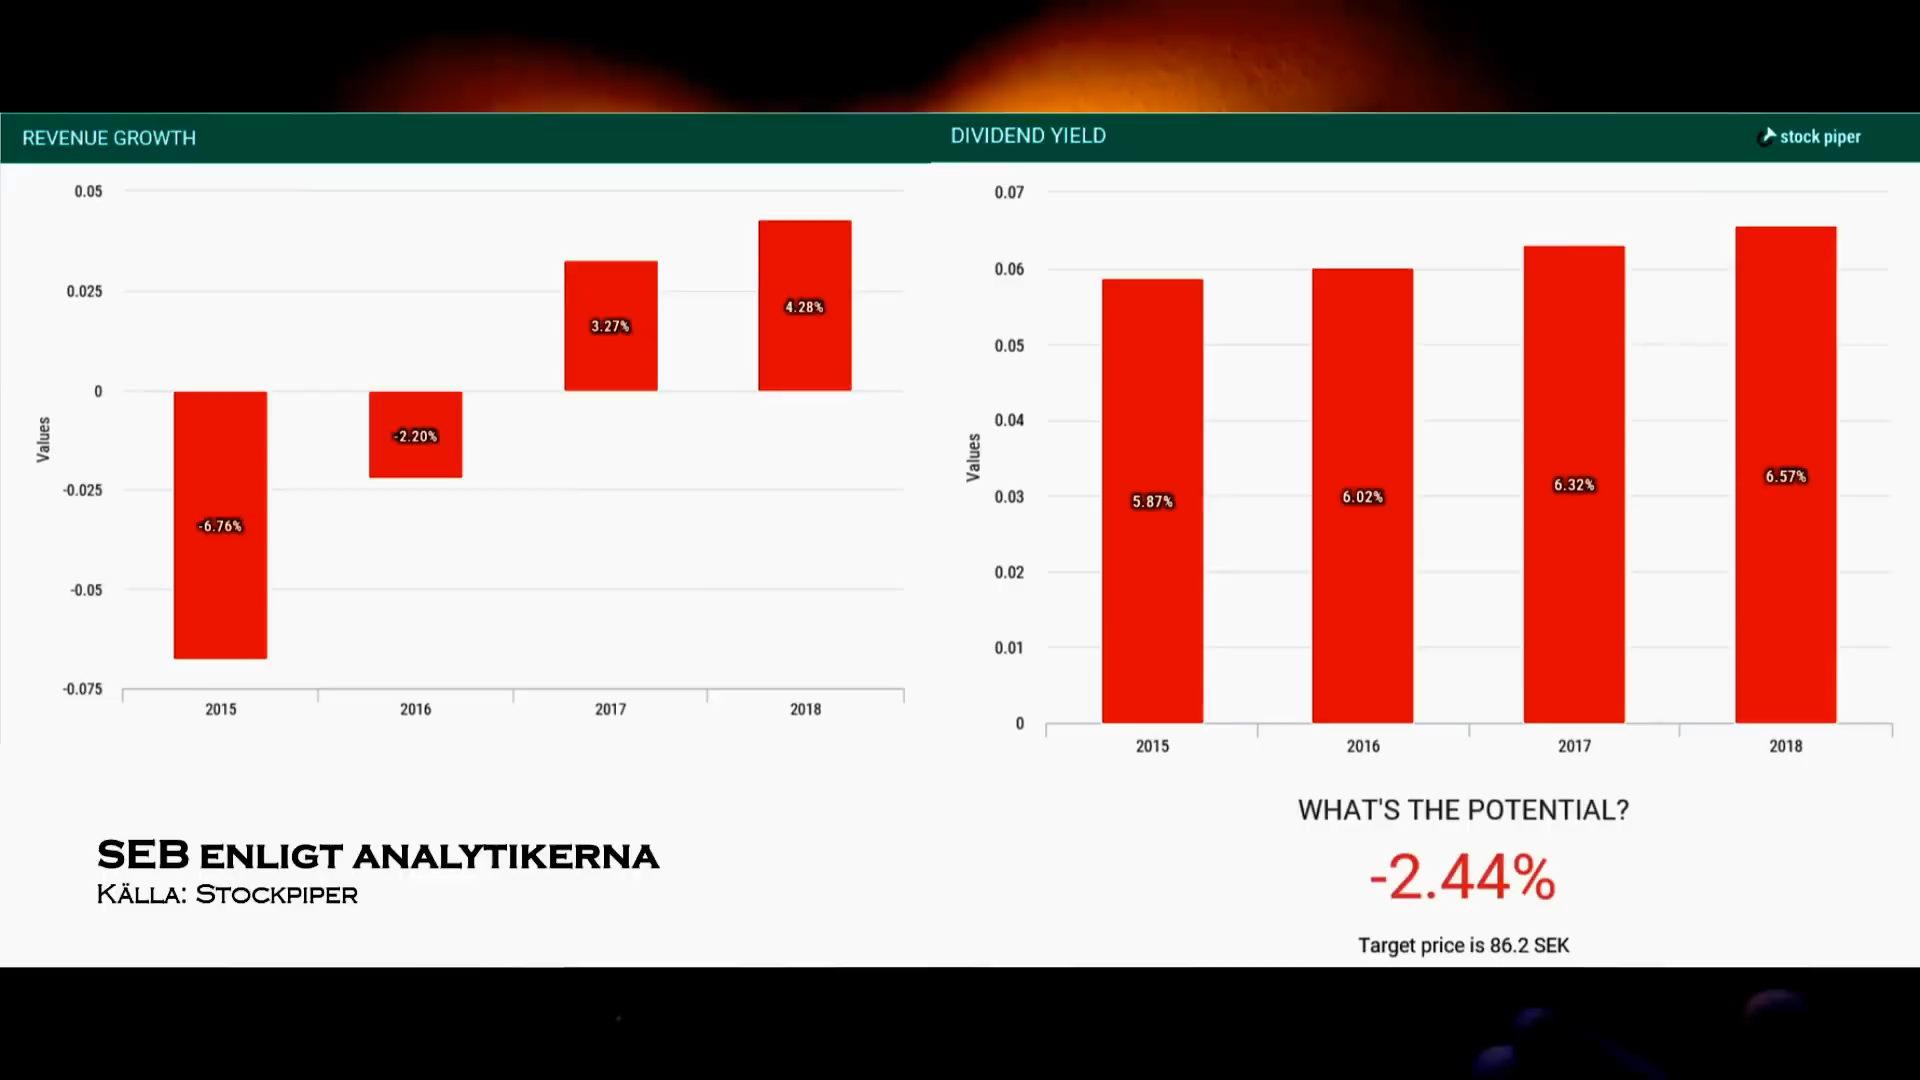 REVENUE GROWTH
0.05
0.025
0
-0.025
-0.05
-0.075
Values
-6.76%
-2.20%
3.27%
4.28%
2015 2016 2017 2018
DIVIDEND YIELD
stock piper
0.07
0.06
0.05
0.04
0.03
0.02
0.01
0
Values
5.87%
6.02%
6.32%
6.57%
2015 2016 2017 2018
SEB ENLIGT ANALYTIKERNA
KÄLLA: STOCKPIPER
WHAT'S THE POTENTIAL?
-2.44%
Target price is 86.2 SEK